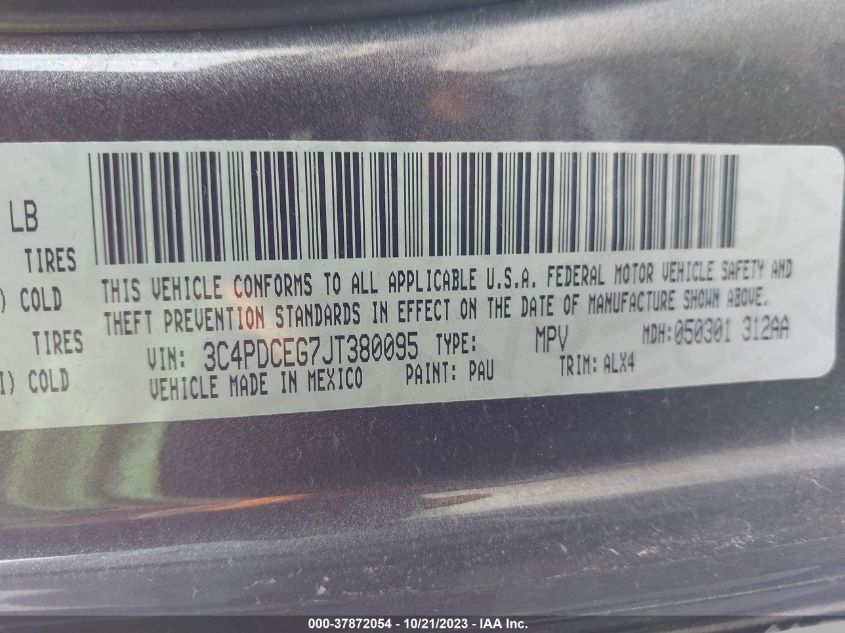 LB
TIRES
) COLD
TIRES
I) COLD
THIS VEHICLE CONFORMS TO ALL APPLICABLE U.S.A. FEDERAL MOTOR VEHICLE SAFETY AND
THEFT PREVENTION STANDARDS IN EFFECT ON THE DATE OF MANUFACTURE SHOWN ABOVE.
VIN: 3C4PDCEG7JT380095 TYPE: MPV MDH:050301 312AA
VEHICLE MADE IN MEXICO PAINT: PAU TRIM: ALX4
000-37872054 - 10/21/2023 - IAA Inc.